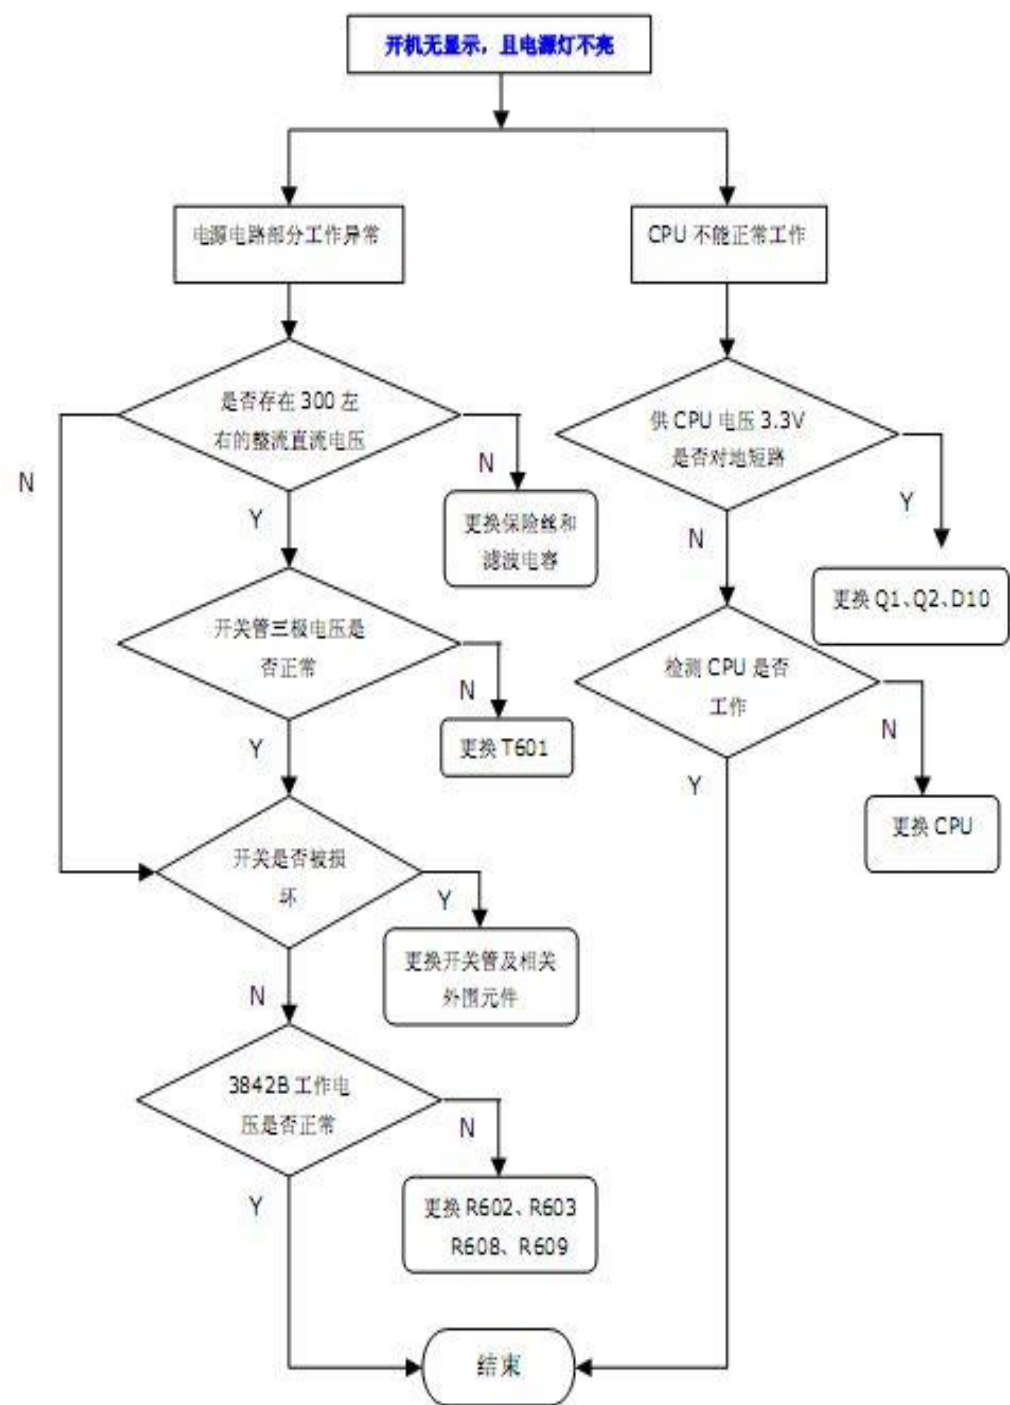 开机无显示，且电源灯不亮
电源电路部分工作异常
CPU 不能正常工作
是否存在 300 左
右的整流直流电压
供 CPU 电压 3.3V
是否对地短路
N
N
Y
更换保险丝和
滤波电容
N
Y
更换 Q1、Q2、D10
开关管三极电压是
否正常
检测 CPU 是否
工作
N
更换 T601
Y
N
Y
更换 CPU
开关是否被损
坏
Y
更换开关管及相关
外围元件
N
3842B 工作电
压是否正常
N
Y
更换 R602、R603
R608、R609
结束